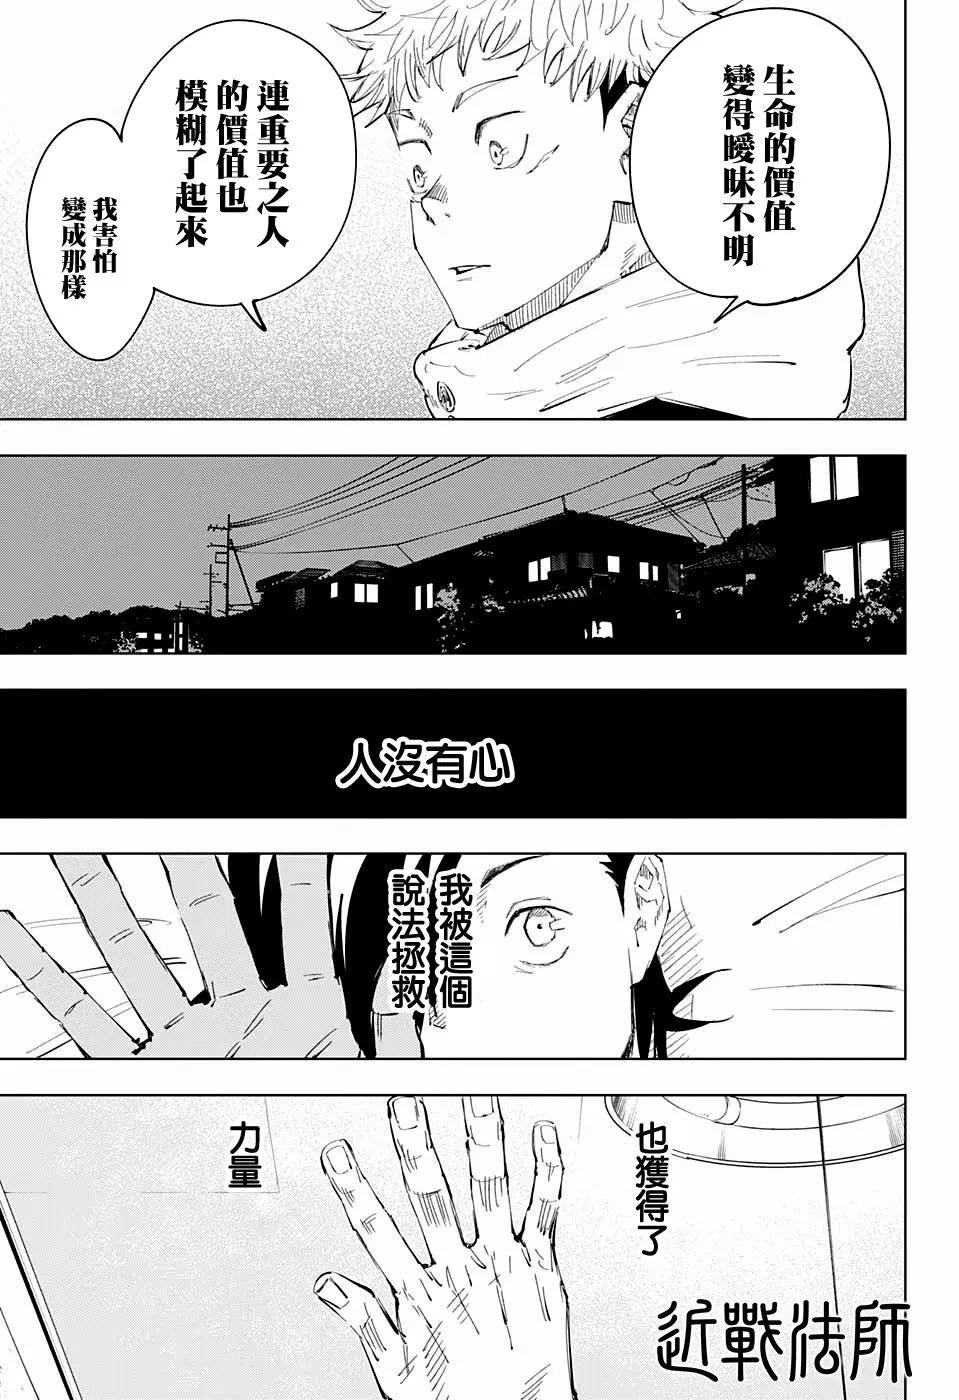 生命的價值
變得曖昧不明
連重要之人
的價值也
模糊了起來
我害怕
變成那樣
人沒有心
我被這個
說法拯救
也獲得了
力量
近戰法師